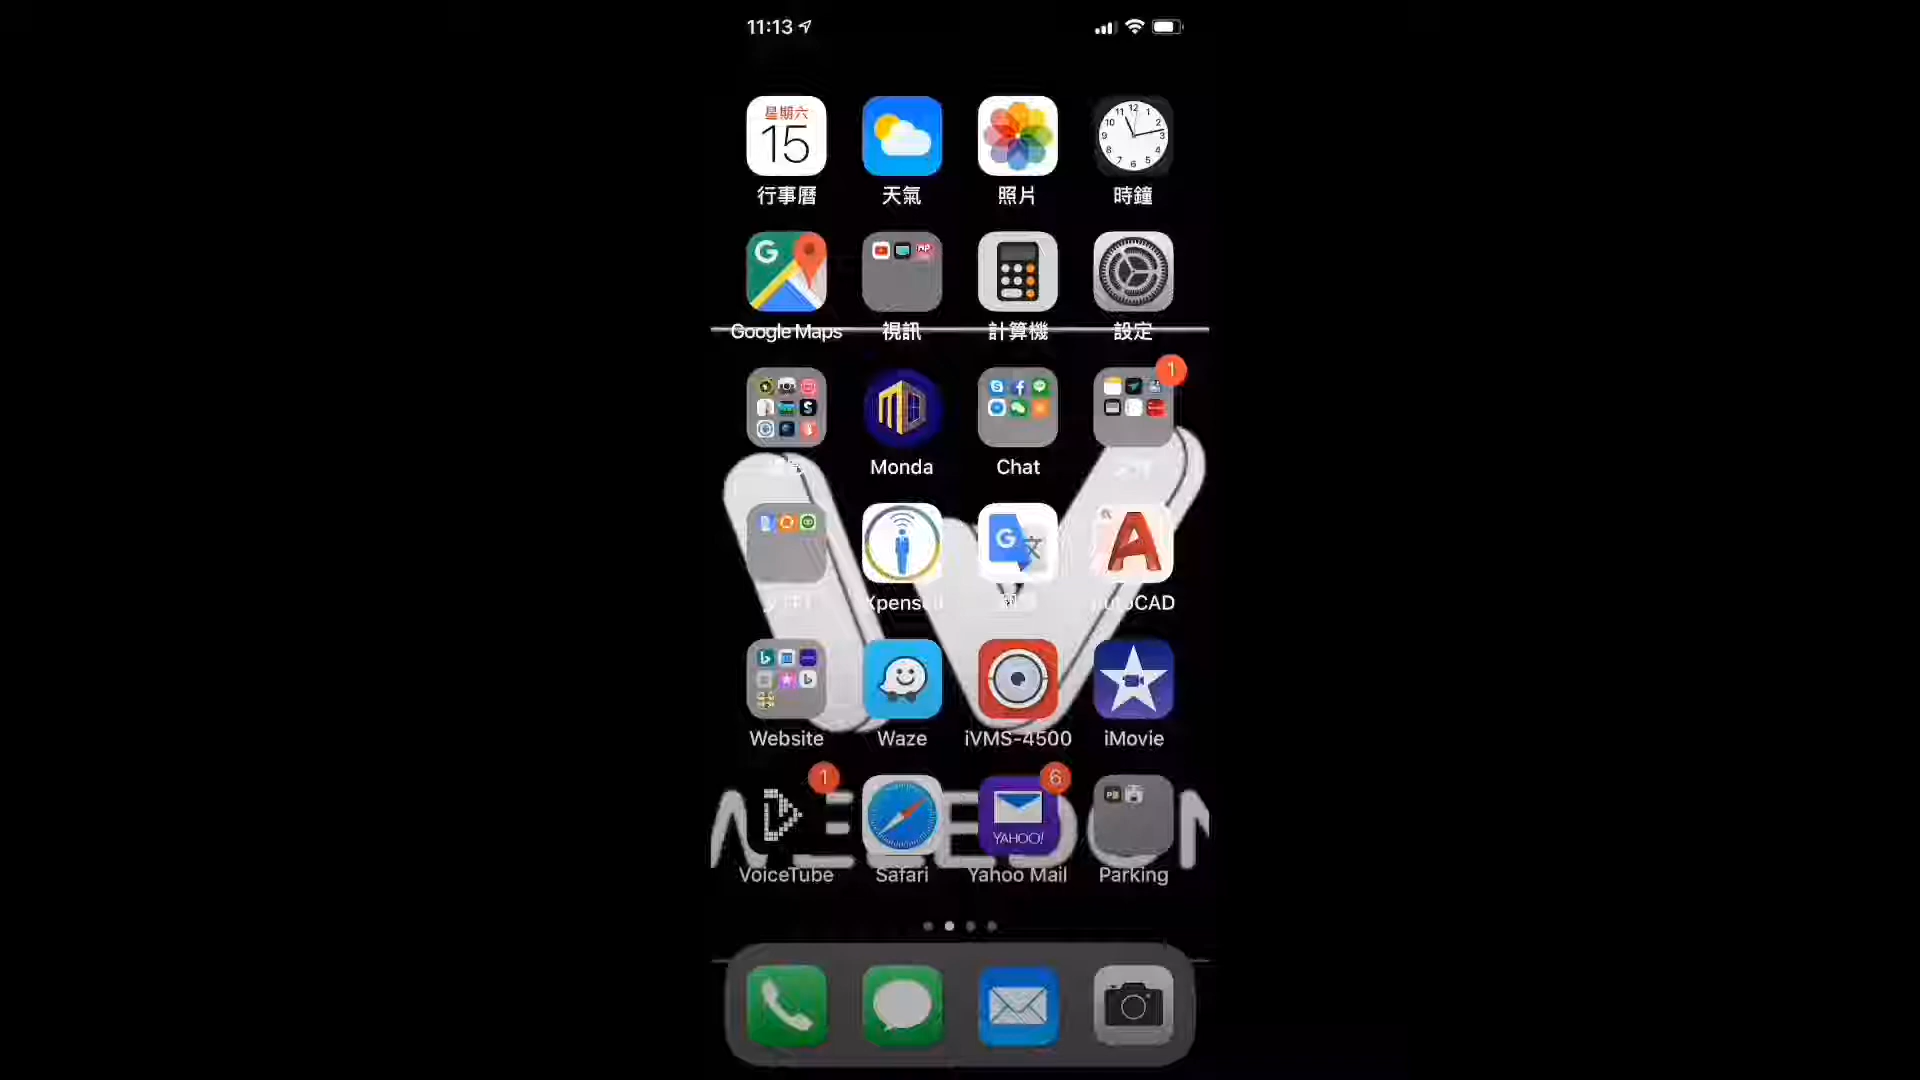 11:13
星期六
15
行事曆
天氣
照片
時鐘
Google Maps
視訊
計算機
設定
1
Monda
Chat
AutoCAD
Website
Waze
iVMS-4500
iMovie
1
6
YAHOO!
VoiceTube
Safari
Yahoo Mail
Parking